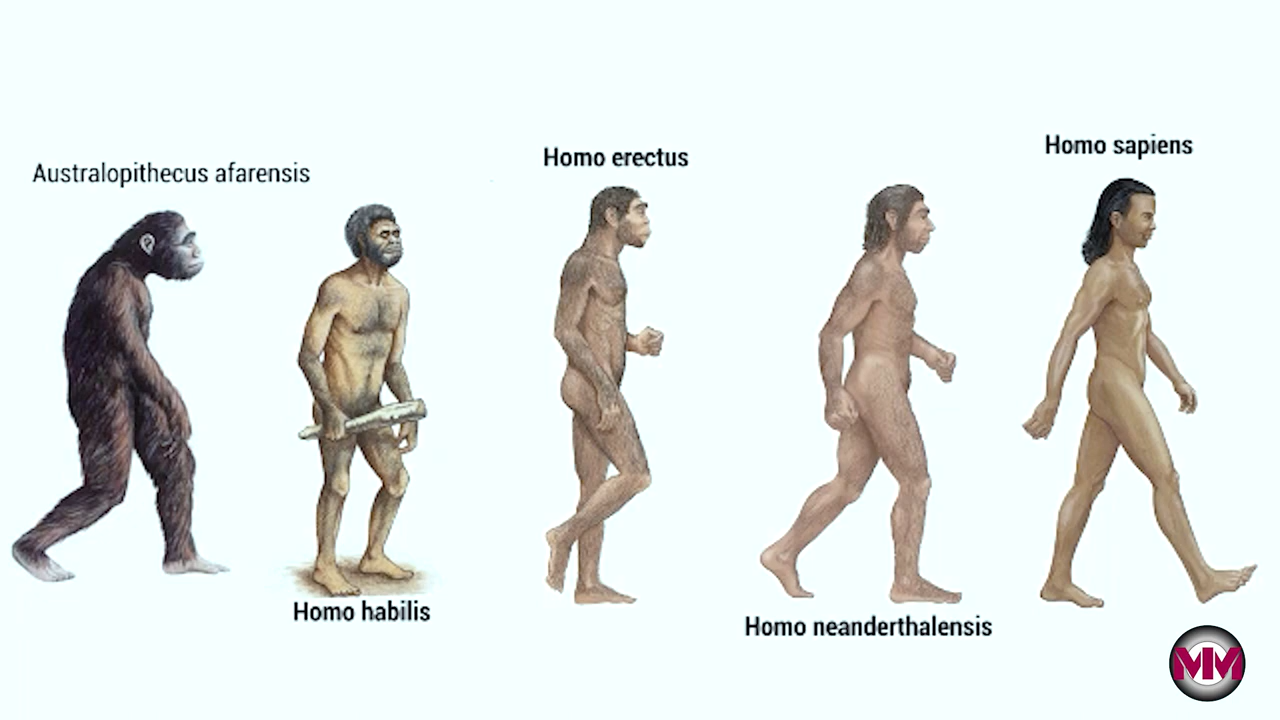 Australopithecus afarensis
Homo habilis
Homo erectus
Homo neanderthalensis
Homo sapiens
MM